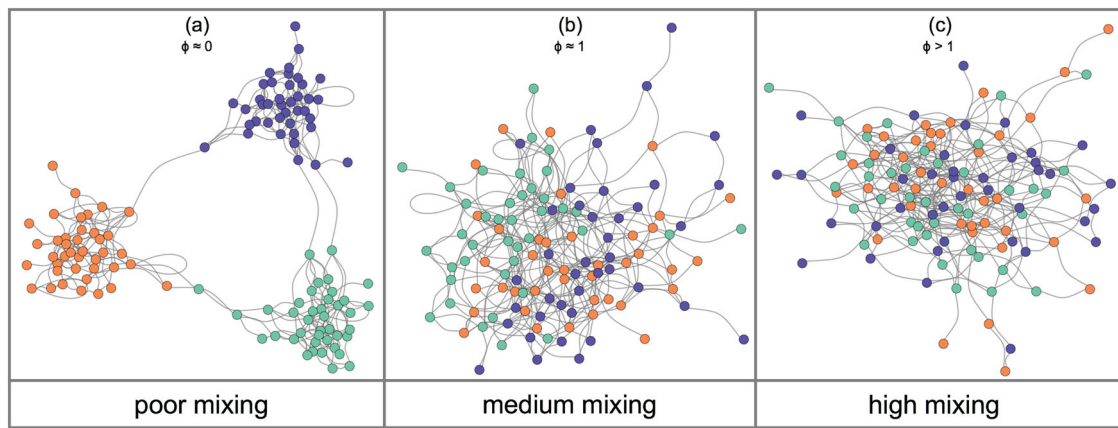 (a)
ϕ ≈ 0
(b)
ϕ ≈ 1
(c)
ϕ > 1
poor mixing
medium mixing
high mixing